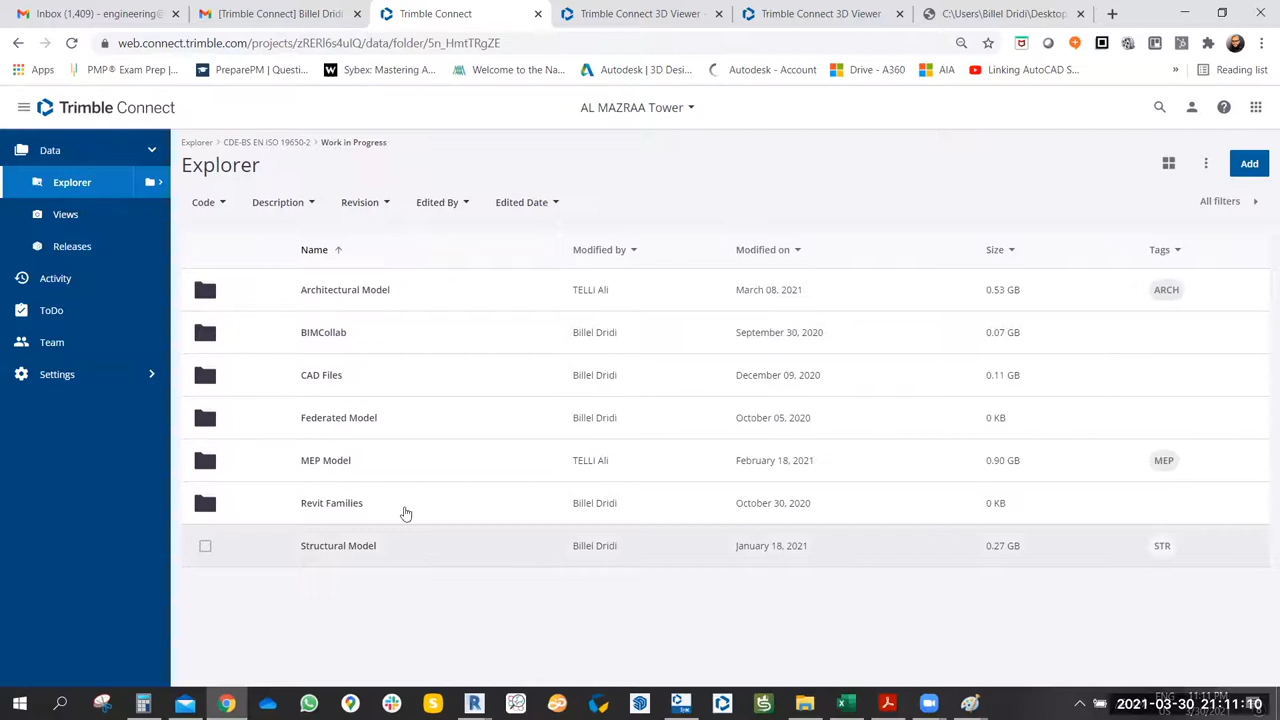 Inbox (1,409) - engineering@
[Trimble Connect] Billel Dridi
Trimble Connect
Trimble Connect 3D Viewer -
Trimble Connect 3D Viewer -
C:\Users\Billel Dridi\Desktop
web.connect.trimble.com/projects/zRERl6s4uIQ/data/folder/5n_HmtTRgZE
Apps
PMP® Exam Prep |...
PreparePM | Questi...
Sybex: Mastering A...
Welcome to the Na...
Autodesk | 3D Desi...
Autodesk - Account
Drive - A360
AIA
Linking AutoCAD S...
»
Reading list
Trimble Connect
AL MAZRAA Tower
Data
Explorer
Views
Releases
Activity
ToDo
Team
Settings
Explorer > CDE-BS EN ISO 19650-2 > Work in Progress
Explorer
Add
Code Description Revision Edited By Edited Date
All filters
Name Modified by Modified on Size Tags
Architectural Model TELLI Ali March 08, 2021 0.53 GB ARCH
BIMCollab Billel Dridi September 30, 2020 0.07 GB
CAD Files Billel Dridi December 09, 2020 0.11 GB
Federated Model Billel Dridi October 05, 2020 0 KB
MEP Model TELLI Ali February 18, 2021 0.90 GB MEP
Revit Families Billel Dridi October 30, 2020 0 KB
Structural Model Billel Dridi January 18, 2021 0.27 GB STR
ENG 11:11 PM
2021-03-30 21:11:10